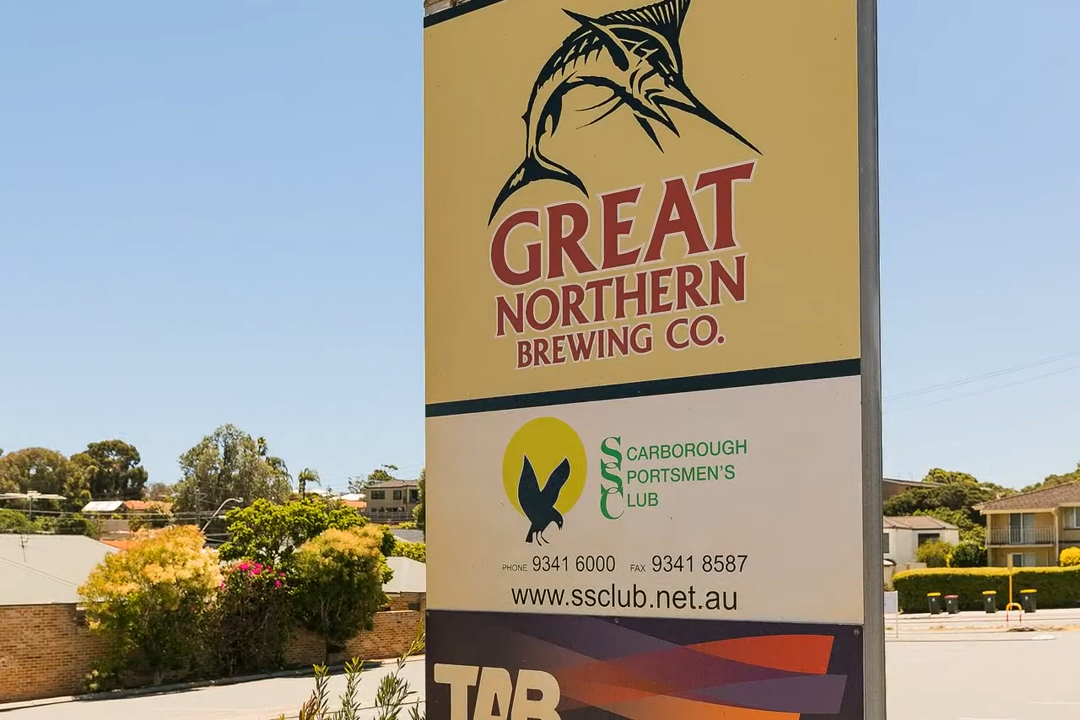 GREAT
NORTHERN
BREWING CO.
SCARBOROUGH
SPORTSMEN'S
CLUB
PHONE 9341 6000 FAX 9341 8587
www.ssclub.net.au
TAB